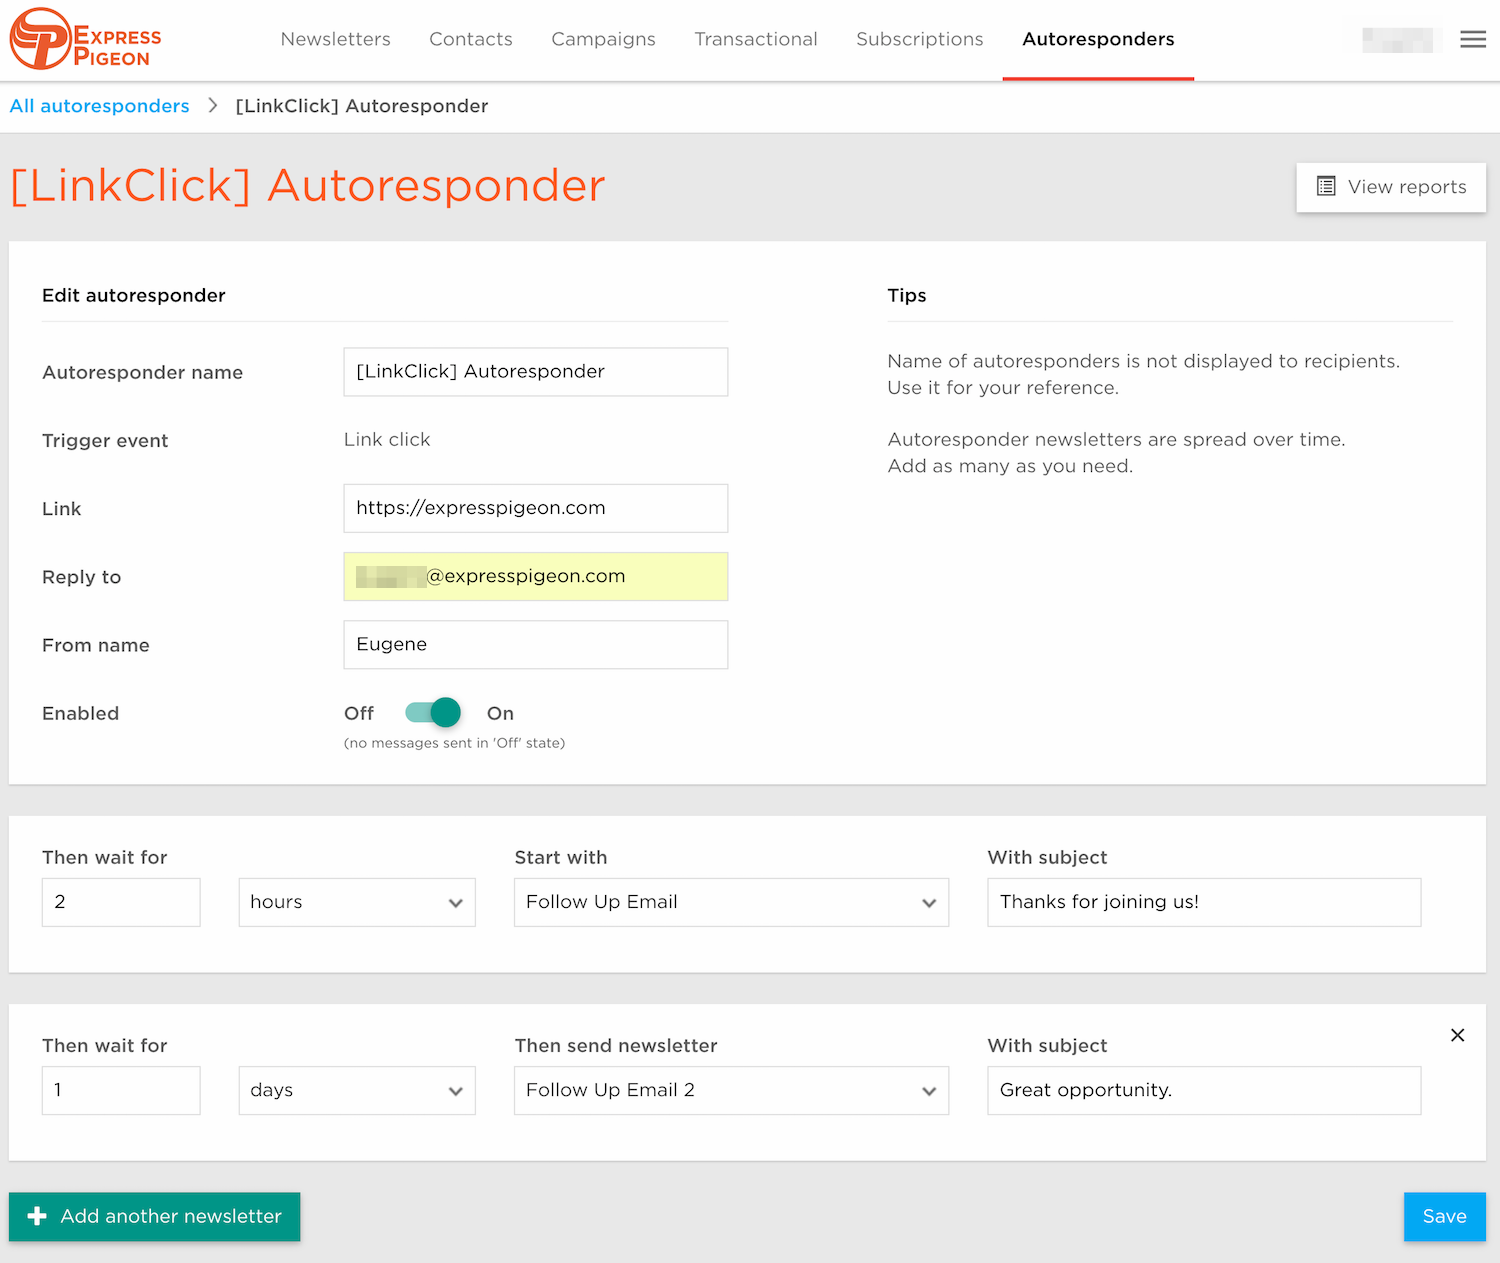 EXPRESS
PIGEON
Newsletters Contacts Campaigns Transactional Subscriptions Autoresponders
All autoresponders > [LinkClick] Autoresponder
[LinkClick] Autoresponder
View reports
Edit autoresponder
Autoresponder name [LinkClick] Autoresponder
Trigger event Link click
Link https://expresspigeon.com
Reply to @expresspigeon.com
From name Eugene
Enabled Off On
(no messages sent in 'Off' state)
Tips
Name of autoresponders is not displayed to recipients.
Use it for your reference.
Autoresponder newsletters are spread over time.
Add as many as you need.
Then wait for Start with With subject
2 hours Follow Up Email Thanks for joining us!
Then wait for Then send newsletter With subject
1 days Follow Up Email 2 Great opportunity.
Add another newsletter
Save